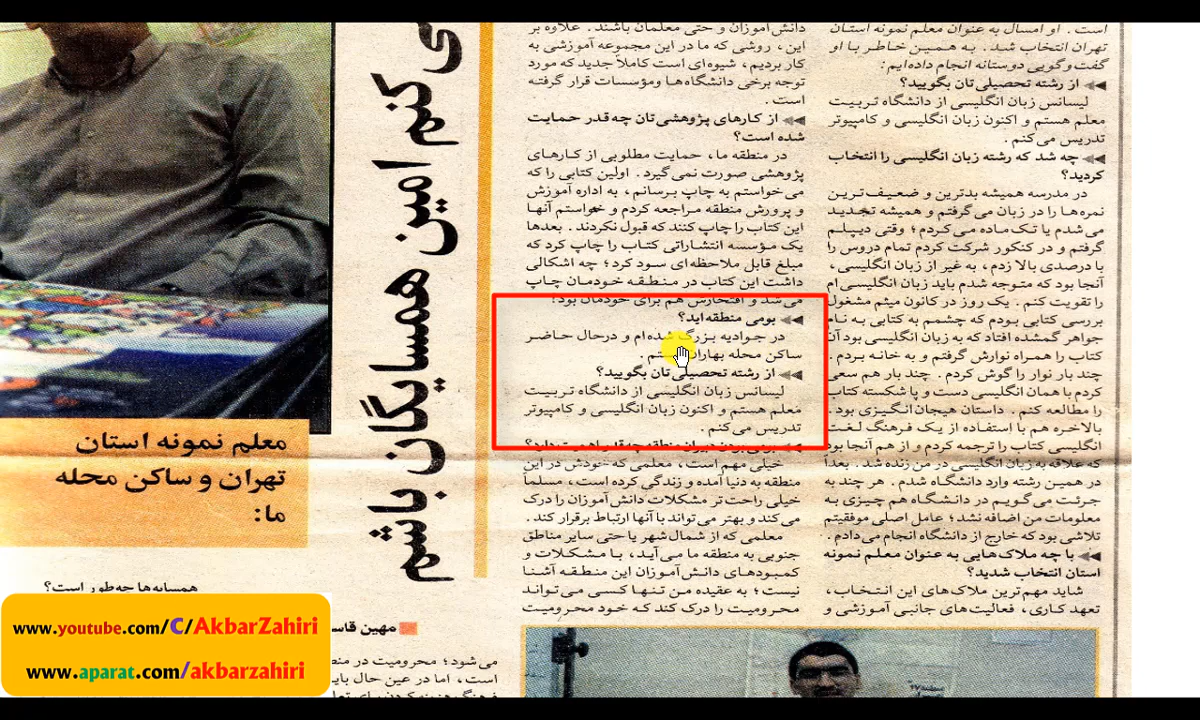 است. او امسال به عنوان معلم نمونه استان
تهران انتخاب شد. به همین خاطر با او
گفت‌وگویی دوستانه انجام داده‌ایم:
از رشته تحصیلی‌تان بگویید؟
لیسانس زبان انگلیسی از دانشگاه تربیت
معلم هستم و اکنون زبان انگلیسی و کامپیوتر
تدریس می‌کنم.
چه شد که رشته زبان انگلیسی را انتخاب
کردید؟
در مدرسه همیشه بدترین و ضعیف‌ترین
نمره‌ها را در زبان می‌گرفتم و همیشه تجدید
می‌شدم یا تک ماده می‌کردم؛ وقتی دیپلم
گرفتم و در کنکور شرکت کردم تمام دروس را
با درصدی بالا زدم، به غیر از زبان انگلیسی،
آنجا بود که متوجه شدم باید زبان انگلیسی‌ام
را تقویت کنم. یک روز در کانون میثم مشغول
بررسی کتابی بودم که چشمم به کتابی به نام
جواهر گمشده افتاد که به زبان انگلیسی بود آن
کتاب را همراه نوارش گرفتم و به خانه بردم.
چند بار نوار را گوش کردم. چند بار هم سعی
کردم با همان انگلیسی دست و پا شکسته کتاب
را مطالعه کنم. داستان هیجان‌انگیزی بود.
بالاخره هم با استفاده از یک فرهنگ لغت
انگلیسی کتاب را ترجمه کردم و از هم آنجا بود
که علاقه به زبان انگلیسی در من زنده شد. بعداً
در همین رشته وارد دانشگاه شدم. هر چند به
جرئت می‌گویم در دانشگاه هم چیزی به
معلومات من اضافه نشد؛ عامل اصلی موفقیتم
تلاشی بود که خارج از دانشگاه انجام می‌دادم.
با چه ملاک‌هایی به عنوان معلم نمونه
استان انتخاب شدید؟
شاید مهم‌ترین ملاک‌های این انتخاب،
تعهد کاری، فعالیت‌های جانبی آموزشی و
دانش‌آموزان و حتی معلمان باشند. علاوه بر
این، روشی که ما در این مجموعه آموزشی به
کار بردیم، شیوه‌ای است کاملاً جدید که مورد
توجه برخی دانشگاه‌ها و مؤسسات قرار گرفته
است.
از کارهای پژوهشی‌تان چه قدر حمایت
شده است؟
در منطقه ما، حمایت مطلوبی از کارهای
پژوهشی صورت نمی‌گیرد. اولین کتابی را که
می‌خواستم به چاپ برسانم، به اداره آموزش
و پرورش منطقه مراجعه کردم و خواستم آنها
این کتاب را چاپ کنند که قبول نکردند. بعدها
یک مؤسسه انتشاراتی کتاب را چاپ کرد که
مبلغ قابل ملاحظه‌ای سود کرد؛ چه اشکالی
داشت این کتاب در منطقه خودمان چاپ
می‌شد و افتخارش هم برای خودمان بود!
بومی منطقه‌اید؟
در جوادیه بزرگ شده‌ام و درحال حاضر
ساکن محله بهاران
از رشته تحصیلی‌تان بگویید؟
لیسانس زبان انگلیسی از دانشگاه تربیت
معلم هستم و اکنون زبان انگلیسی و کامپیوتر
تدریس می‌کنم.
بومی بودن دبیران منطقه چه قدر اهمیت دارد؟
خیلی مهم است، معلمی که خودش در این
منطقه به دنیا آمده و زندگی کرده است، مسلماً
خیلی راحت‌تر مشکلات دانش‌آموزان را درک
می‌کند و بهتر می‌تواند با آنها ارتباط برقرار کند.
معلمی که از شمال شهر یا حتی سایر مناطق
جنوبی به منطقه ما می‌آید، با مشکلات و
کمبودهای دانش‌آموزان این منطقه آشنا
نیست؛ به عقیده من تنها کسی می‌تواند
محرومیت را درک کند که خود محرومیت
می کنم امین همسایگان باشم
معلم نمونه استان
تهران و ساکن محله
ما:
همسایه‌ها چه‌طور است؟
مهین
می‌شود؛ محرومیت در
است، اما در عین حال
www.youtube.com/C/AkbarZahiri
www.aparat.com/akbarzahiri